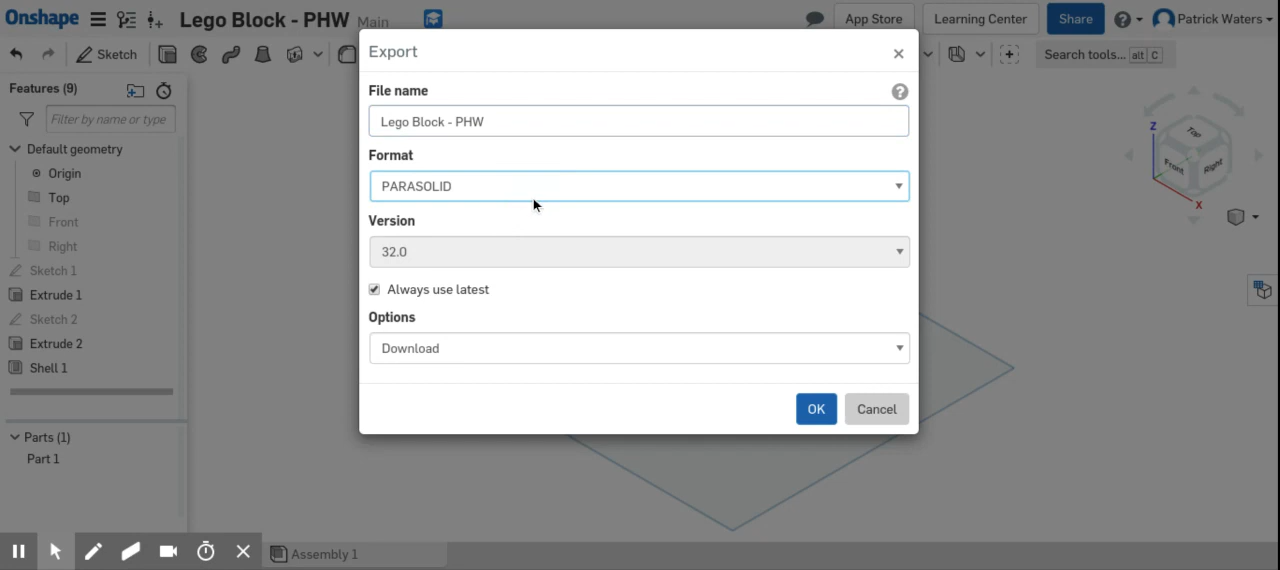 Onshape Lego Block - PHW Main App Store Learning Center Share Patrick Waters
Sketch Search tools... alt C
Export
Features (9)
Filter by name or type
Default geometry
Origin
Top
Front
Right
Sketch 1
Extrude 1
Sketch 2
Extrude 2
Shell 1
Parts (1)
Part 1
File name
Lego Block - PHW
Format
PARASOLID
Version
32.0
Always use latest
Options
Download
OK Cancel
Z
Top
Front Right
X
Assembly 1